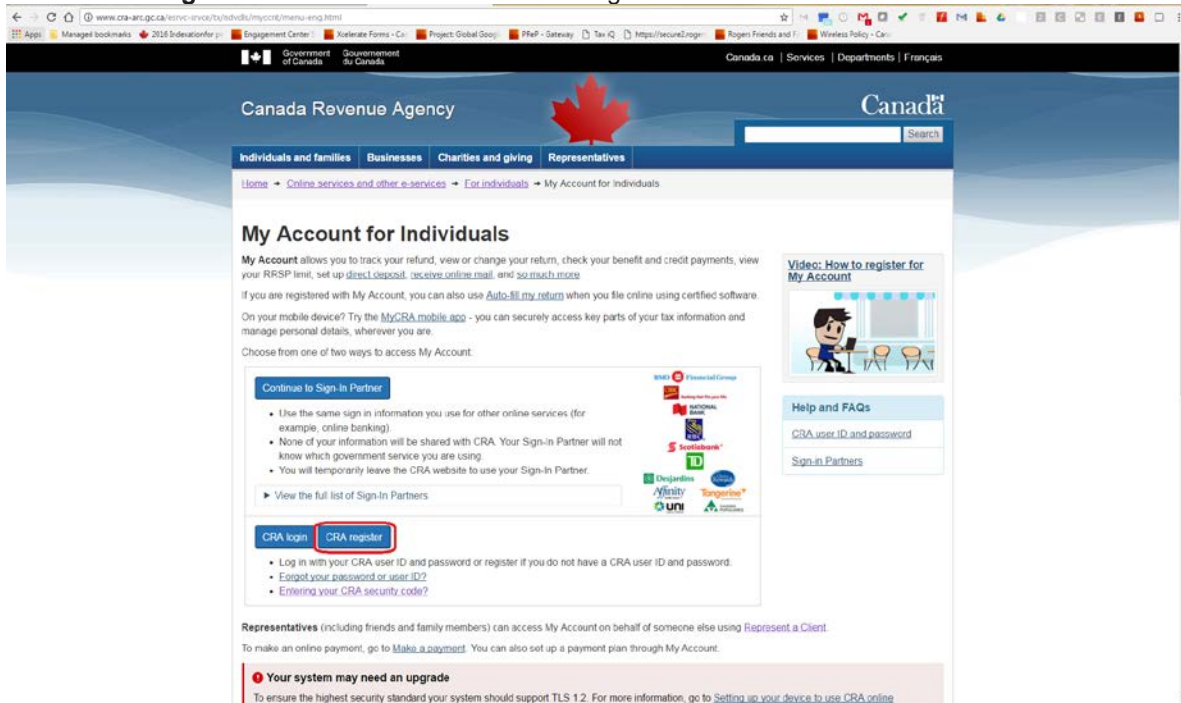 www.cra-arc.gc.ca/esrvc-srvce/tx/ndvdls/myccnt/menu-eng.html
Apps Managed bookmarks 2016 Indexationfor p Engagement Center Xcelerate Forms - Ca Project: Global Goog PReP - Gateway Tax iQ https://secure2.roger Rogers Friends and F Wireless Policy - Can
Government of Canada Gouvernement du Canada
Canada.ca | Services | Departments | Français
Canada Revenue Agency
Canada
Search
Individuals and families Businesses Charities and giving Representatives
Home → Online services and other e-services → For individuals → My Account for Individuals
My Account for Individuals
My Account allows you to track your refund, view or change your return, check your benefit and credit payments, view
your RRSP limit, set up direct deposit, receive online mail, and so much more.
If you are registered with My Account, you can also use Auto-fill my return when you file online using certified software.
On your mobile device? Try the MyCRA mobile app - you can securely access key parts of your tax information and
manage personal details, wherever you are.
Choose from one of two ways to access My Account:
Continue to Sign-In Partner
• Use the same sign in information you use for other online services (for
example, online banking).
• None of your information will be shared with CRA. Your Sign-In Partner will not
know which government service you are using.
• You will temporarily leave the CRA website to use your Sign-In Partner.
▶ View the full list of Sign-In Partners
BMO Financial Group
NATIONAL
BANK
RBC
Scotiabank
TD
Desjardins
Affinity Tangerine
UNI
CRA login CRA register
• Log in with your CRA user ID and password or register if you do not have a CRA user ID and password.
• Forgot your password or user ID?
• Entering your CRA security code?
Video: How to register for
My Account
Help and FAQs
CRA user ID and password
Sign-in Partners
Representatives (including friends and family members) can access My Account on behalf of someone else using Represent a Client.
To make an online payment, go to Make a payment. You can also set up a payment plan through My Account.
Your system may need an upgrade
To ensure the highest security standard your system should support TLS 1.2. For more information, go to Setting up your device to use CRA online